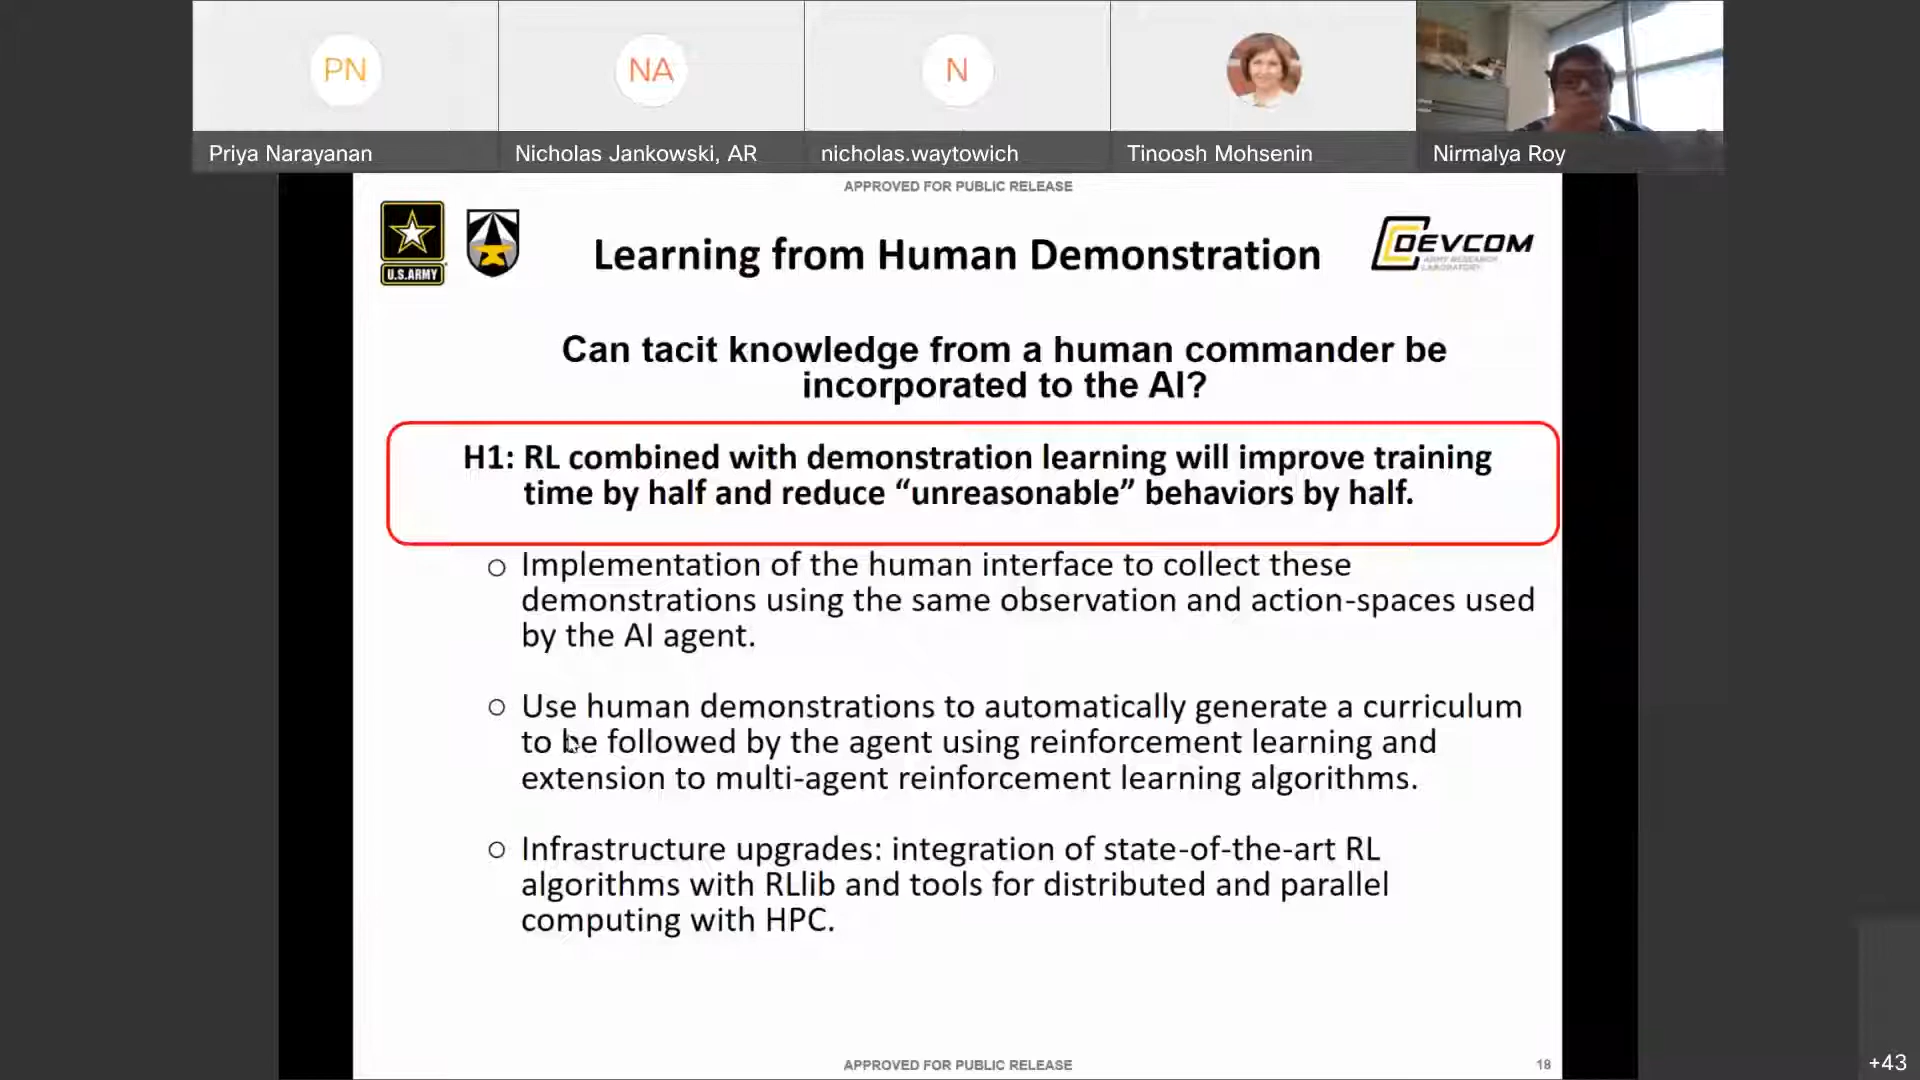 PN
NA
N
Priya Narayanan
Nicholas Jankowski, AR
nicholas.waytowich
Tinoosh Mohsenin
Nirmalya Roy
APPROVED FOR PUBLIC RELEASE
U.S.ARMY
Learning from Human Demonstration
DEVCOM
ARMY RESEARCH
LABORATORY
Can tacit knowledge from a human commander be
incorporated to the AI?
H1: RL combined with demonstration learning will improve training
time by half and reduce “unreasonable” behaviors by half.
Implementation of the human interface to collect these
demonstrations using the same observation and action-spaces used
by the AI agent.
Use human demonstrations to automatically generate a curriculum
to be followed by the agent using reinforcement learning and
extension to multi-agent reinforcement learning algorithms.
Infrastructure upgrades: integration of state-of-the-art RL
algorithms with RLlib and tools for distributed and parallel
computing with HPC.
APPROVED FOR PUBLIC RELEASE
18
+43